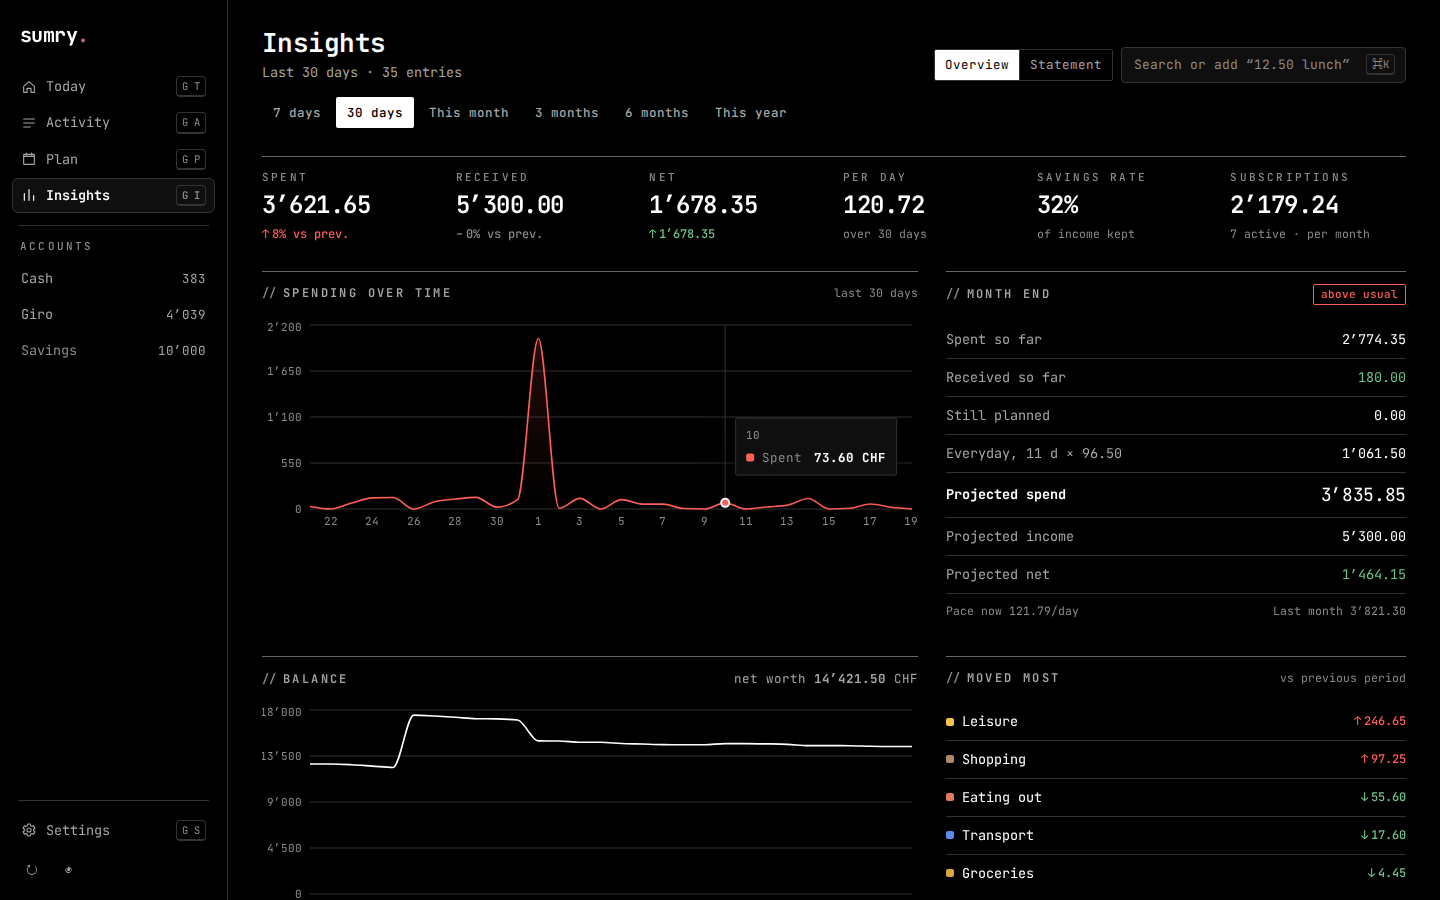 sumry.
Today G T
Activity G A
Plan G P
Insights G I
ACCOUNTS
Cash 383
Giro 4’039
Savings 10’000
Settings G S
Insights
Last 30 days · 35 entries
Overview Statement Search or add “12.50 lunch” ⌘K
7 days 30 days This month 3 months 6 months This year
SPENT RECEIVED NET PER DAY SAVINGS RATE SUBSCRIPTIONS
3’621.65 5’300.00 1’678.35 120.72 32% 2’179.24
↑8% vs prev. –0% vs prev. ↑1’678.35 over 30 days of income kept 7 active · per month
// SPENDING OVER TIME last 30 days
2’200
1’650
1’100
550
0
22 24 26 28 30 1 3 5 7 9 11 13 15 17 19
10
Spent 73.60 CHF
// MONTH END above usual
Spent so far 2’774.35
Received so far 180.00
Still planned 0.00
Everyday, 11 d × 96.50 1’061.50
Projected spend 3’835.85
Projected income 5’300.00
Projected net 1’464.15
Pace now 121.79/day Last month 3’821.30
// BALANCE net worth 14’421.50 CHF
18’000
13’500
9’000
4’500
0
// MOVED MOST vs previous period
Leisure ↑246.65
Shopping ↑97.25
Eating out ↓55.60
Transport ↓17.60
Groceries ↓4.45